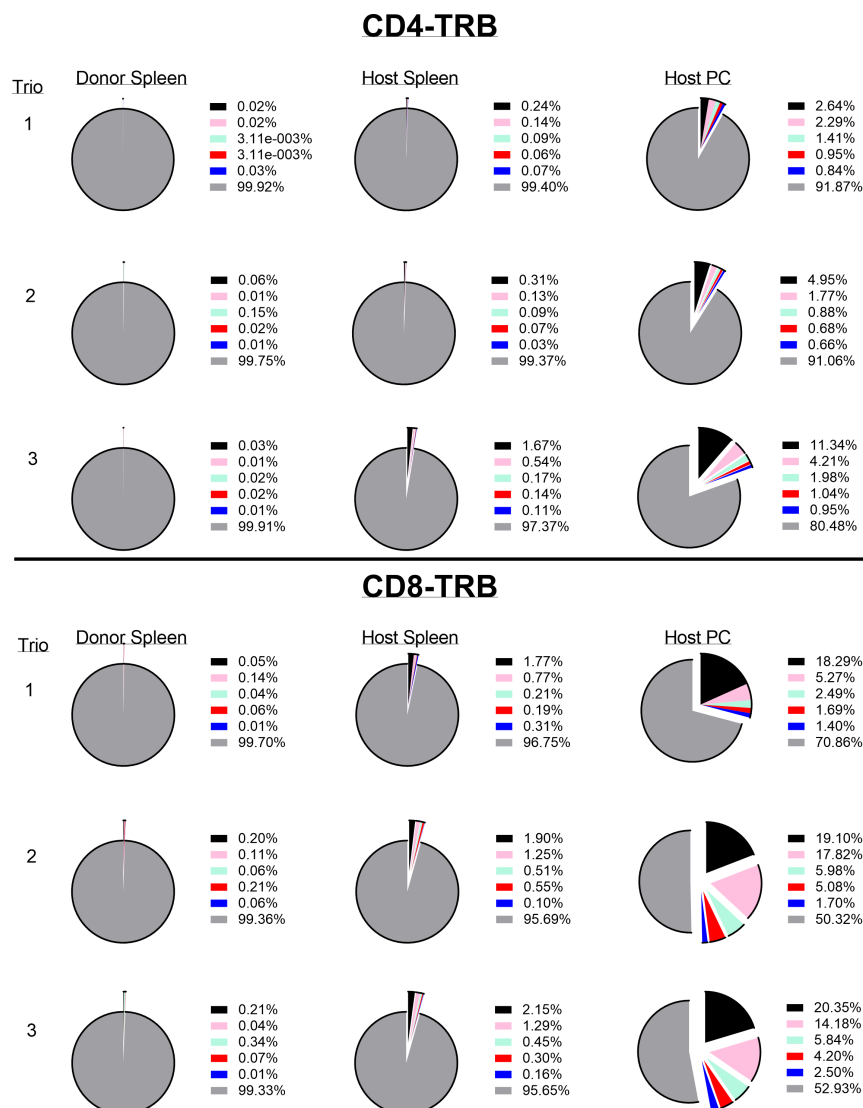 CD4-TRB
Trio Donor Spleen Host Spleen Host PC
1
0.02% 0.24% 2.64%
0.02% 0.14% 2.29%
3.11e-003% 0.09% 1.41%
3.11e-003% 0.06% 0.95%
0.03% 0.07% 0.84%
99.92% 99.40% 91.87%
2
0.06% 0.31% 4.95%
0.01% 0.13% 1.77%
0.15% 0.09% 0.88%
0.02% 0.07% 0.68%
0.01% 0.03% 0.66%
99.75% 99.37% 91.06%
3
0.03% 1.67% 11.34%
0.01% 0.54% 4.21%
0.02% 0.17% 1.98%
0.02% 0.14% 1.04%
0.01% 0.11% 0.95%
99.91% 97.37% 80.48%
CD8-TRB
Trio Donor Spleen Host Spleen Host PC
1
0.05% 1.77% 18.29%
0.14% 0.77% 5.27%
0.04% 0.21% 2.49%
0.06% 0.19% 1.69%
0.01% 0.31% 1.40%
99.70% 96.75% 70.86%
2
0.20% 1.90% 19.10%
0.11% 1.25% 17.82%
0.06% 0.51% 5.98%
0.21% 0.55% 5.08%
0.06% 0.10% 1.70%
99.36% 95.69% 50.32%
3
0.21% 2.15% 20.35%
0.04% 1.29% 14.18%
0.34% 0.45% 5.84%
0.07% 0.30% 4.20%
0.01% 0.16% 2.50%
99.33% 95.65% 52.93%